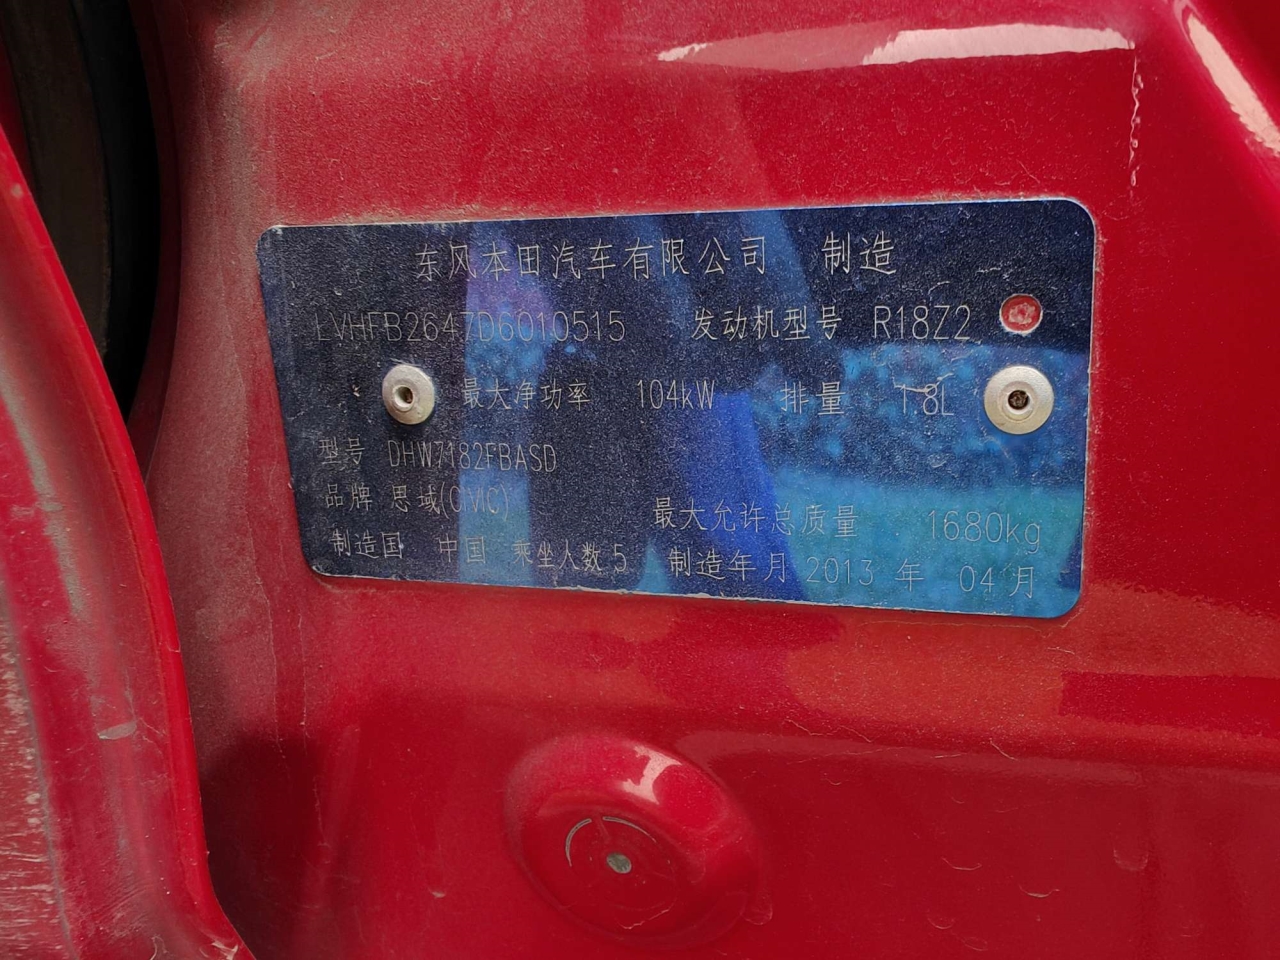 东风本田汽车有限公司 制造
LVHFB2647D6010515 发动机型号 R18Z2
最大净功率 104kW 排量 1.8L
型号 DHW7182FBASD
品牌 思域(CIVIC) 最大允许总质量 1680kg
制造国 中国 乘坐人数 5 制造年月 2013 年 04 月